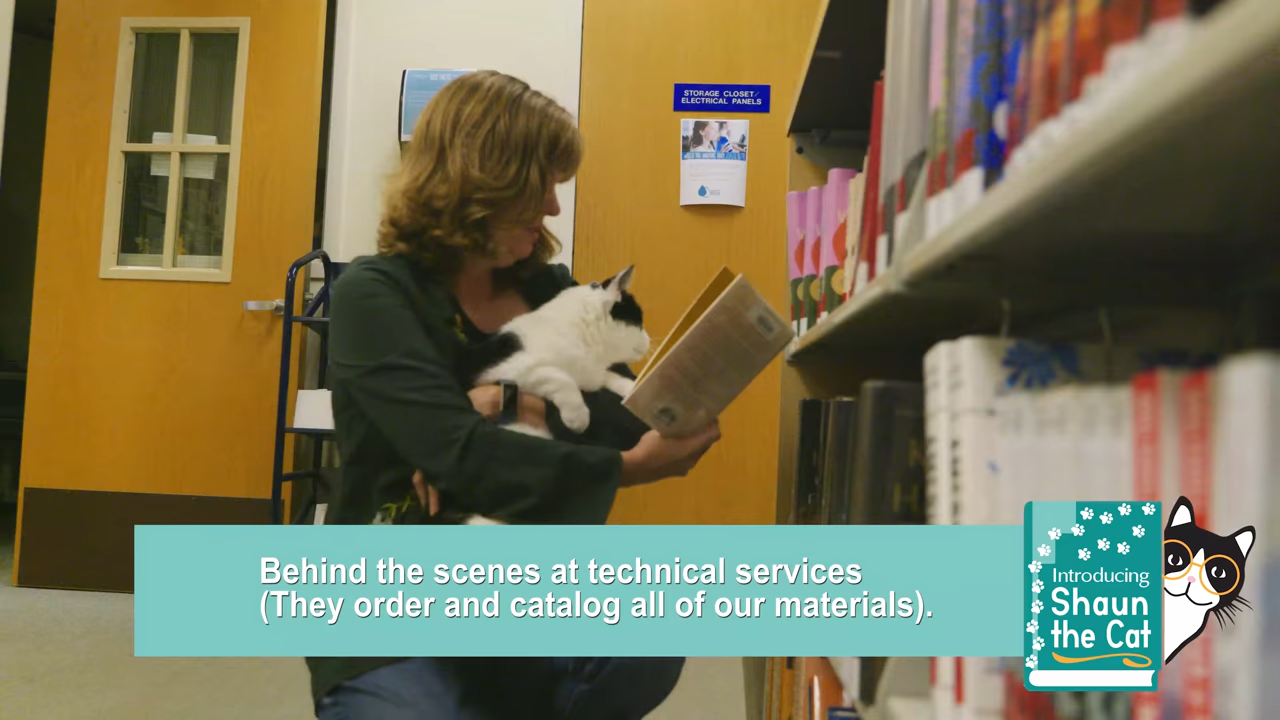 STORAGE CLOSET/
ELECTRICAL PANELS
Behind the scenes at technical services
(They order and catalog all of our materials).
Introducing
Shaun
the Cat